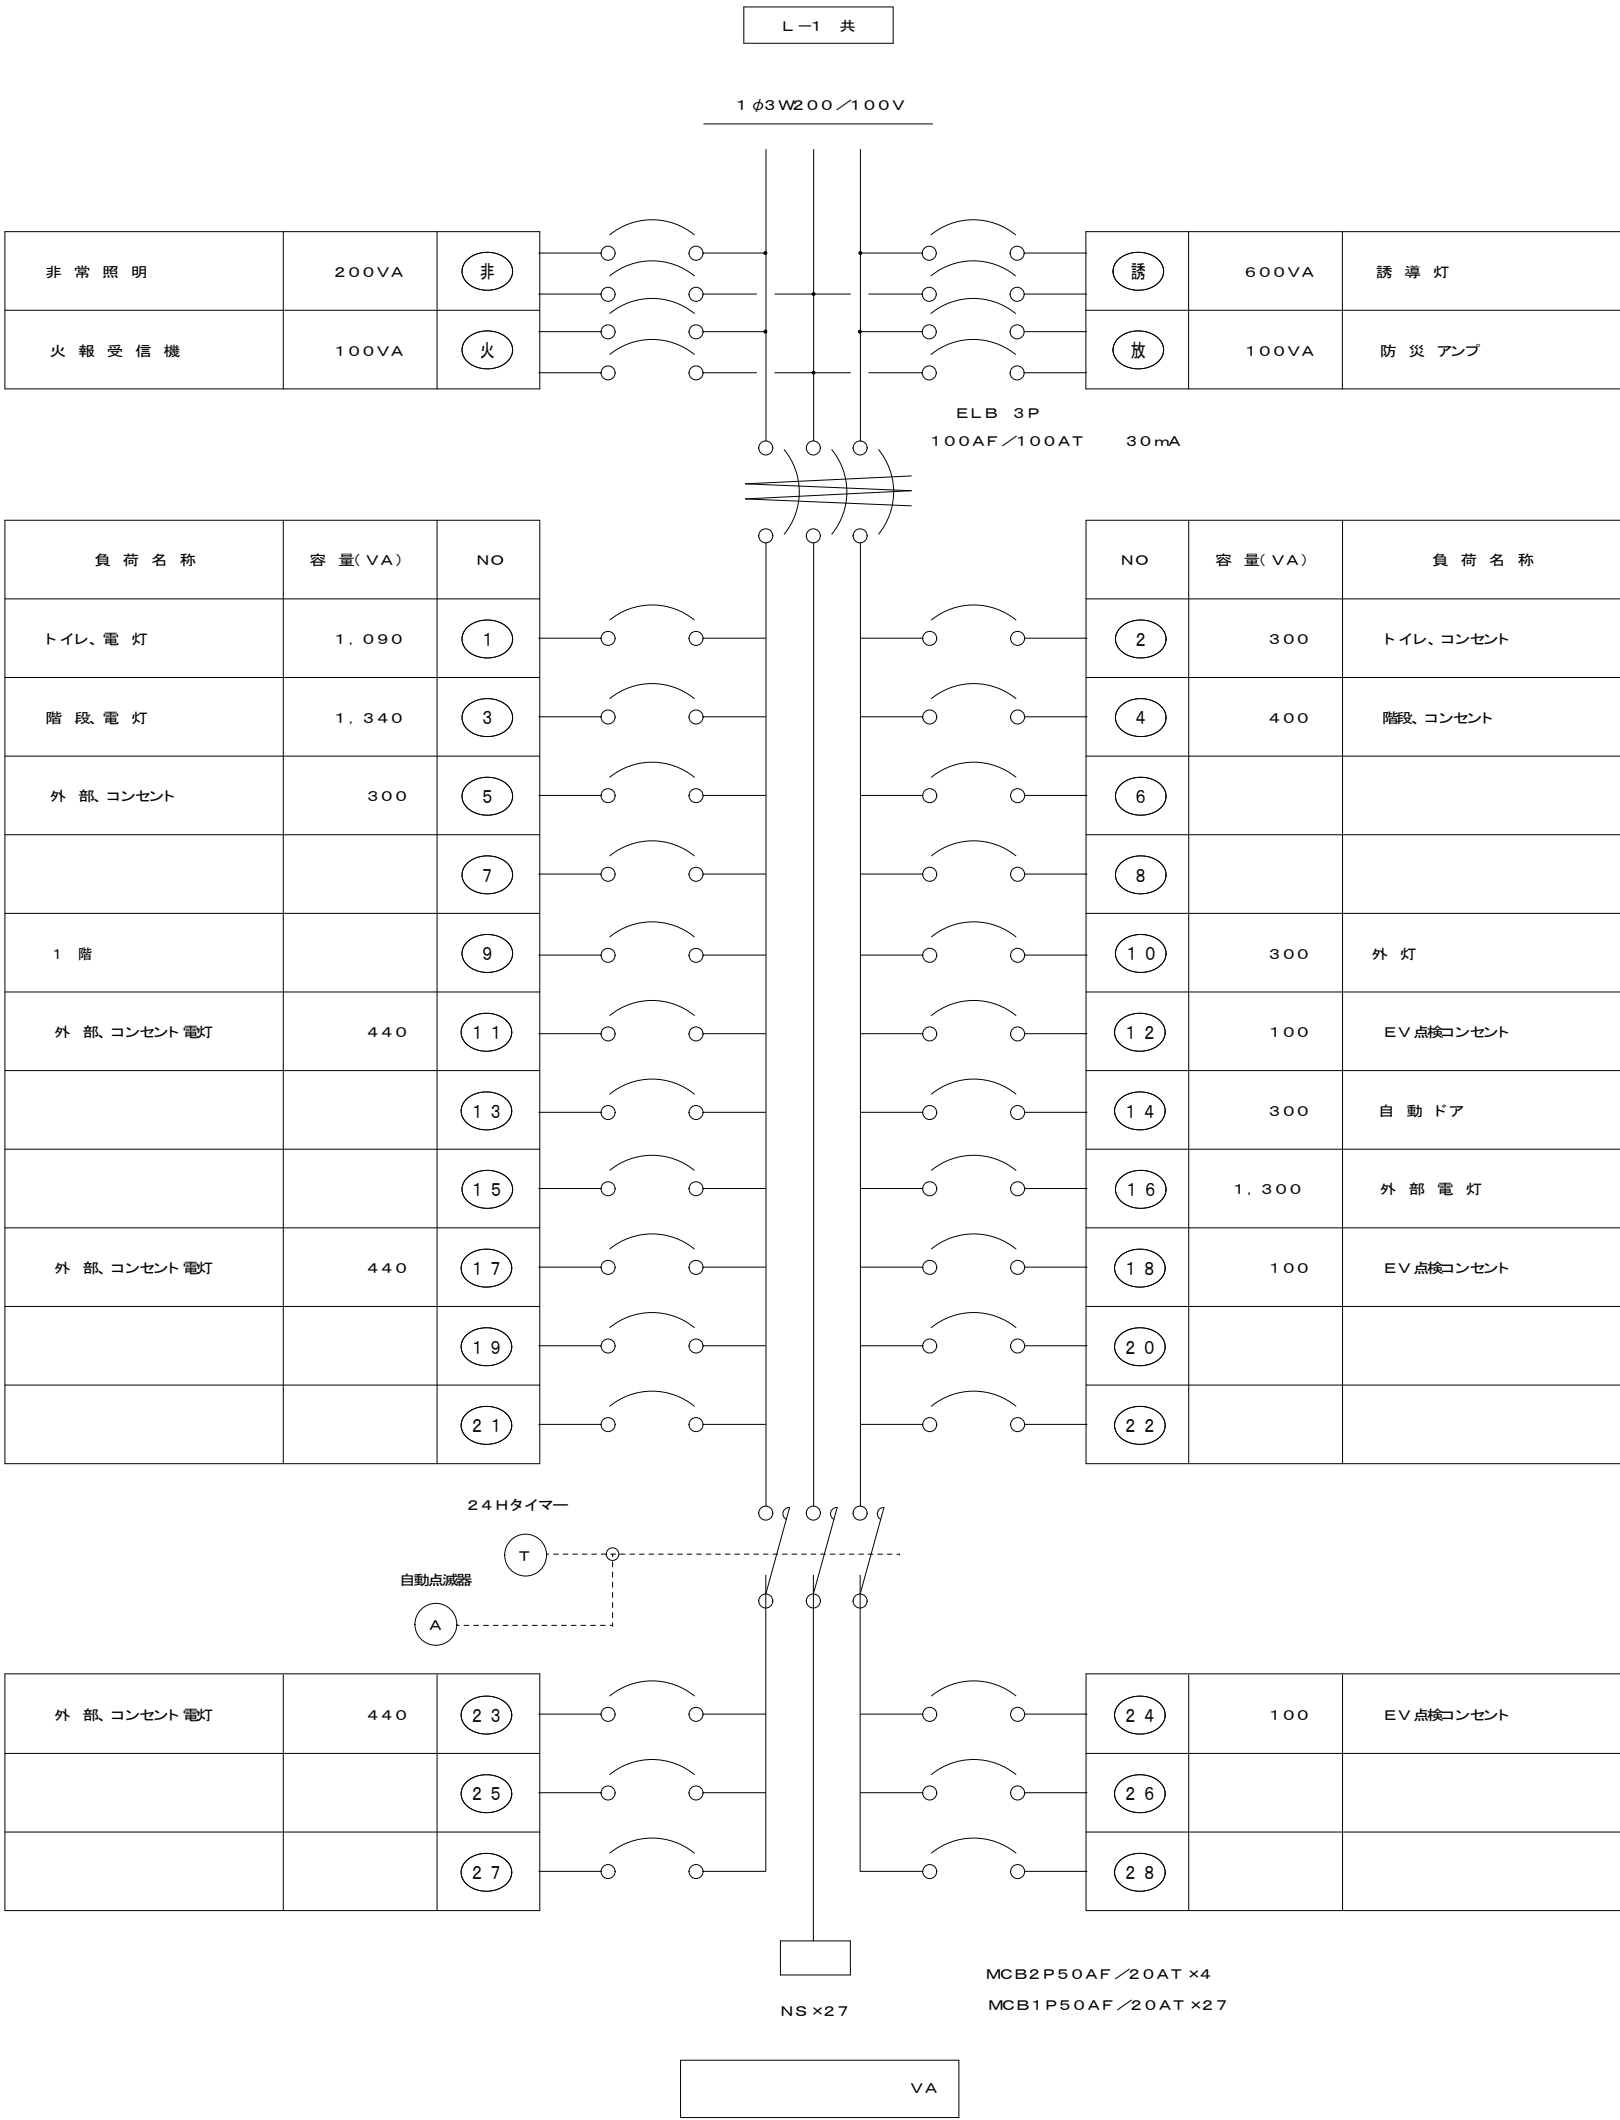 L－1 共
1φ3W200／100V
非常照明 200VA 非 誘 600VA 誘導灯
火報受信機 100VA 火 放 100VA 防災アンプ
ELB 3P
100AF／100AT 30mA
負荷名称 容量(VA) NO NO 容量(VA) 負荷名称
トイレ、電灯 1,090 1 2 300 トイレ、コンセント
階段、電灯 1,340 3 4 400 階段、コンセント
外部、コンセント 300 5 6
7 8
1階 9 10 300 外灯
外部、コンセント電灯 440 11 12 100 EV点検コンセント
13 14 300 自動ドア
15 16 1,300 外部電灯
外部、コンセント電灯 440 17 18 100 EV点検コンセント
19 20
21 22
24Hタイマー
T
自動点滅器
A
外部、コンセント電灯 440 23 24 100 EV点検コンセント
25 26
27 28
MCB2P50AF／20AT×4
NS×27 MCB1P50AF／20AT×27
VA